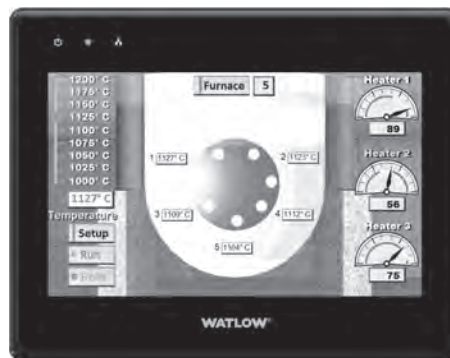 1200° C
1175° C
1150° C
1125° C
1100° C
1075° C
1050° C
1025° C
1000° C
1127° C
Temperature
Setup
Run
Furnace 5
1 1127° C
2 1123° C
3 1109° C
4 1112° C
5 1104° C
Heater 1
89
Heater 2
56
Heater 3
75
WATLOW®